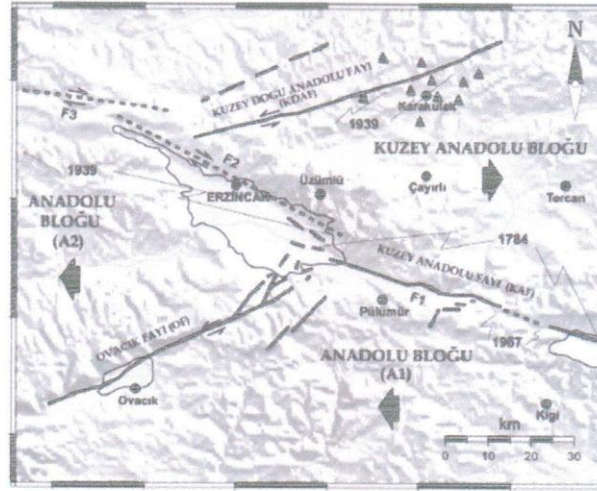 N
KUZEY DOĞU ANADOLU FAYI
(KDAF)
Karakulak
1939
F3
F2
KUZEY ANADOLU BLOĞU
1939
Üzümlü
Çayırlı
ERZİNCAN
Tercan
ANADOLU
BLOĞU
(A2)
1784
KUZEY ANADOLU FAYI (KAF)
F1
Pülümür
OVACIK FAYI (OF)
1967
ANADOLU BLOĞU
(A1)
Ovacık
Kigi
km
0 10 20 30